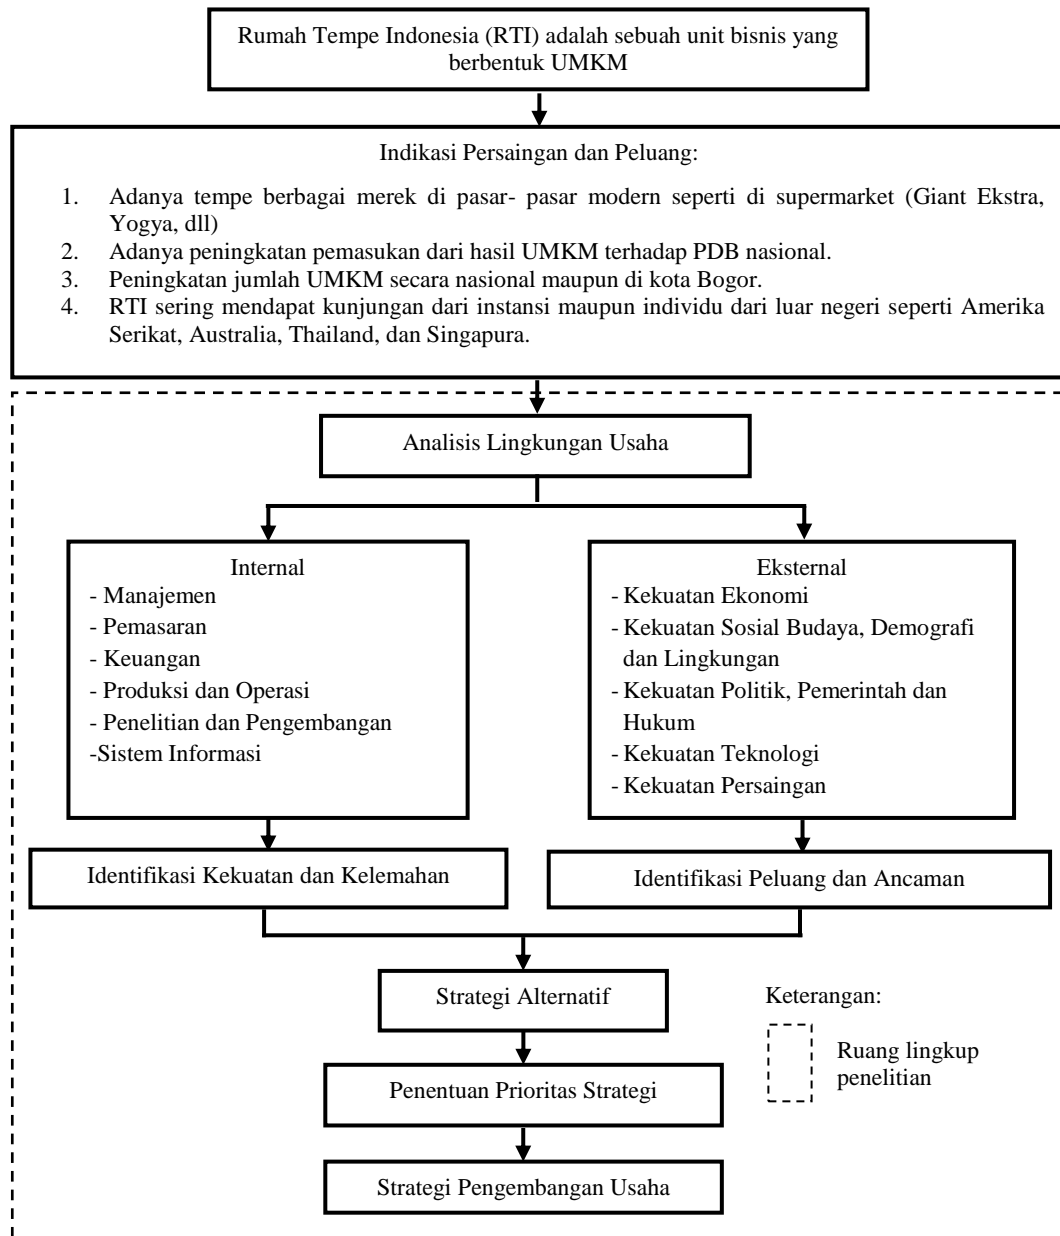 Rumah Tempe Indonesia (RTI) adalah sebuah unit bisnis yang
berbentuk UMKM
Indikasi Persaingan dan Peluang:
1. Adanya tempe berbagai merek di pasar- pasar modern seperti di supermarket (Giant Ekstra,
Yogya, dll)
2. Adanya peningkatan pemasukan dari hasil UMKM terhadap PDB nasional.
3. Peningkatan jumlah UMKM secara nasional maupun di kota Bogor.
4. RTI sering mendapat kunjungan dari instansi maupun individu dari luar negeri seperti Amerika
Serikat, Australia, Thailand, dan Singapura.
Analisis Lingkungan Usaha
Internal
- Manajemen
- Pemasaran
- Keuangan
- Produksi dan Operasi
- Penelitian dan Pengembangan
-Sistem Informasi
Eksternal
- Kekuatan Ekonomi
- Kekuatan Sosial Budaya, Demografi
dan Lingkungan
- Kekuatan Politik, Pemerintah dan
Hukum
- Kekuatan Teknologi
- Kekuatan Persaingan
Identifikasi Kekuatan dan Kelemahan
Identifikasi Peluang dan Ancaman
Strategi Alternatif
Keterangan:
Ruang lingkup
penelitian
Penentuan Prioritas Strategi
Strategi Pengembangan Usaha